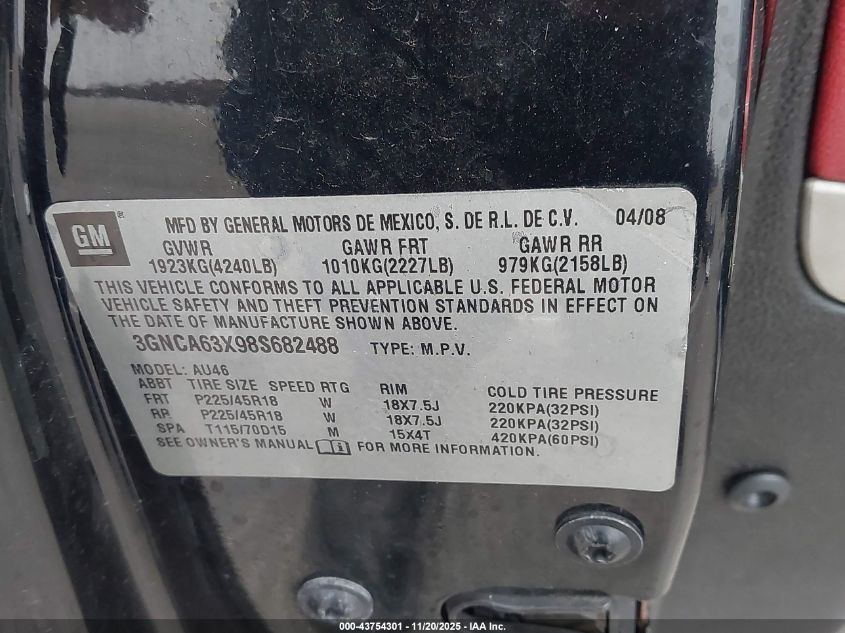 GM ®
MFD BY GENERAL MOTORS DE MEXICO, S. DE R.L. DE C.V. 04/08
GVWR GAWR FRT GAWR RR
1923KG(4240LB) 1010KG(2227LB) 979KG(2158LB)
THIS VEHICLE CONFORMS TO ALL APPLICABLE U.S. FEDERAL MOTOR
VEHICLE SAFETY AND THEFT PREVENTION STANDARDS IN EFFECT ON
THE DATE OF MANUFACTURE SHOWN ABOVE.
3GNCA63X98S682488 TYPE: M.P.V.
MODEL: AU46
ABBT TIRE SIZE SPEED RTG RIM COLD TIRE PRESSURE
FRT P225/45R18 W 18X7.5J 220KPA(32PSI)
RR P225/45R18 W 18X7.5J 220KPA(32PSI)
SPA T115/70D15 M 15X4T 420KPA(60PSI)
SEE OWNER'S MANUAL FOR MORE INFORMATION.
000-43754301 - 11/20/2025 - IAA Inc.